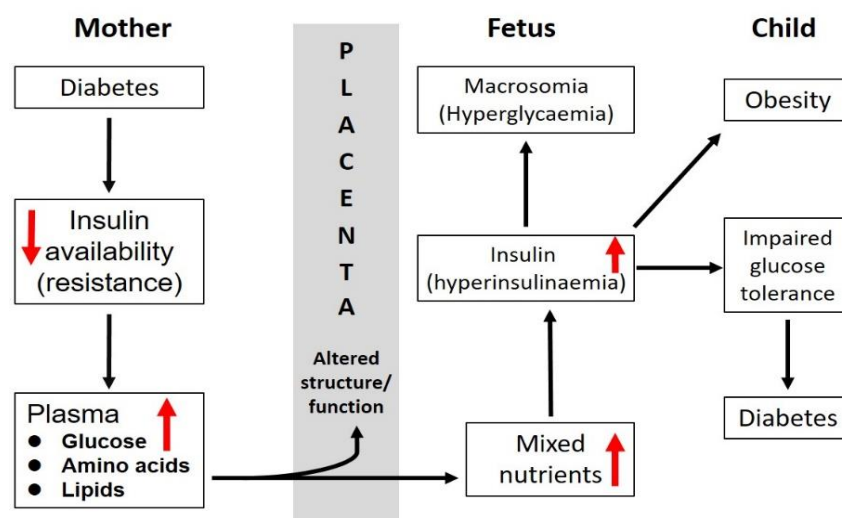 Mother
Diabetes
Insulin
availability
(resistance)
Plasma
● Glucose
● Amino acids
● Lipids
P
L
A
C
E
N
T
A
Altered
structure/
function
Fetus
Macrosomia
(Hyperglycaemia)
Insulin
(hyperinsulinaemia)
Mixed
nutrients
Child
Obesity
Impaired
glucose
tolerance
Diabetes